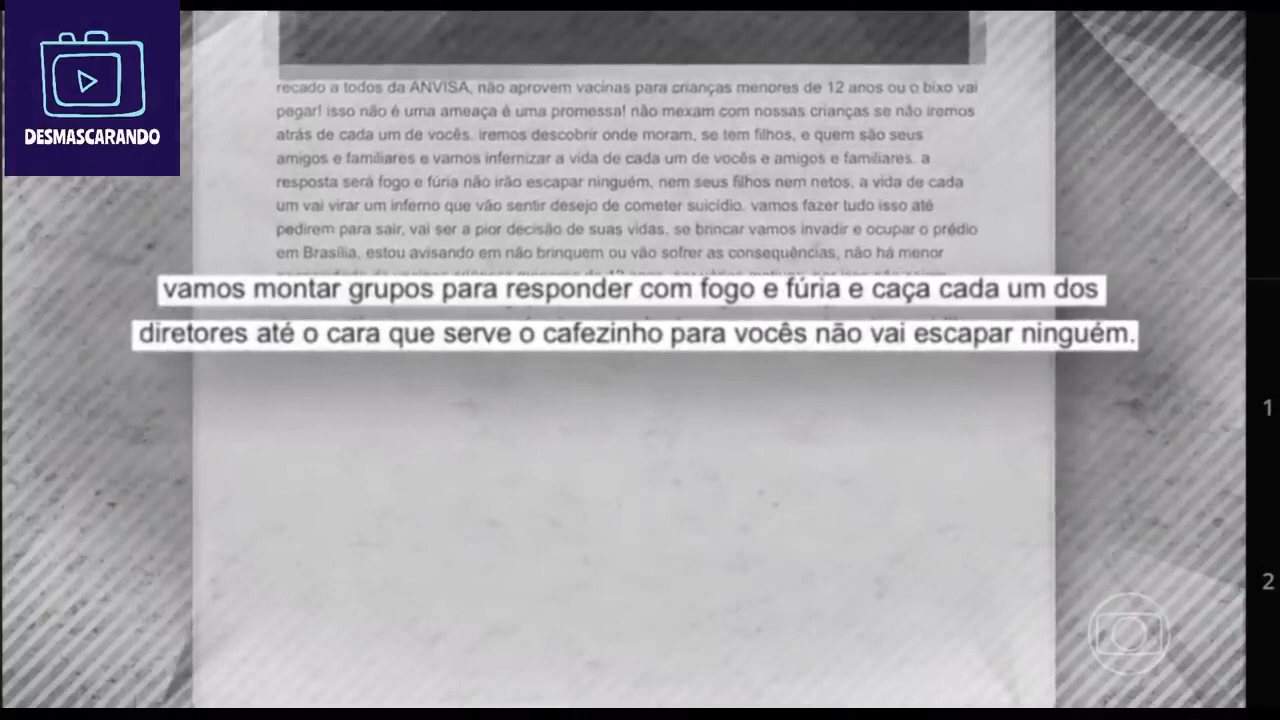 DESMASCARANDO
recado a todos da ANVISA, não aprovem vacinas para crianças menores de 12 anos ou o bixo vai
pegar! isso não é uma ameaça é uma promessa! não mexam com nossas crianças se não iremos
atrás de cada um de vocês. iremos descobrir onde moram, se tem filhos, e quem são seus
amigos e familiares e vamos infernizar a vida de cada um de vocês e amigos e familiares. a
resposta será fogo e fúria não irão escapar ninguém, nem seus filhos nem netos, a vida de cada
um vai virar um inferno que vão sentir desejo de cometer suicídio. vamos fazer tudo isso até
pedirem para sair, vai ser a pior decisão de suas vidas, se brincar vamos invadir e ocupar o prédio
em Brasília, estou avisando em não brinquem ou vão sofrer as consequências, não há menor
vamos montar grupos para responder com fogo e fúria e caça cada um dos
diretores até o cara que serve o cafezinho para vocês não vai escapar ninguém.
1
2